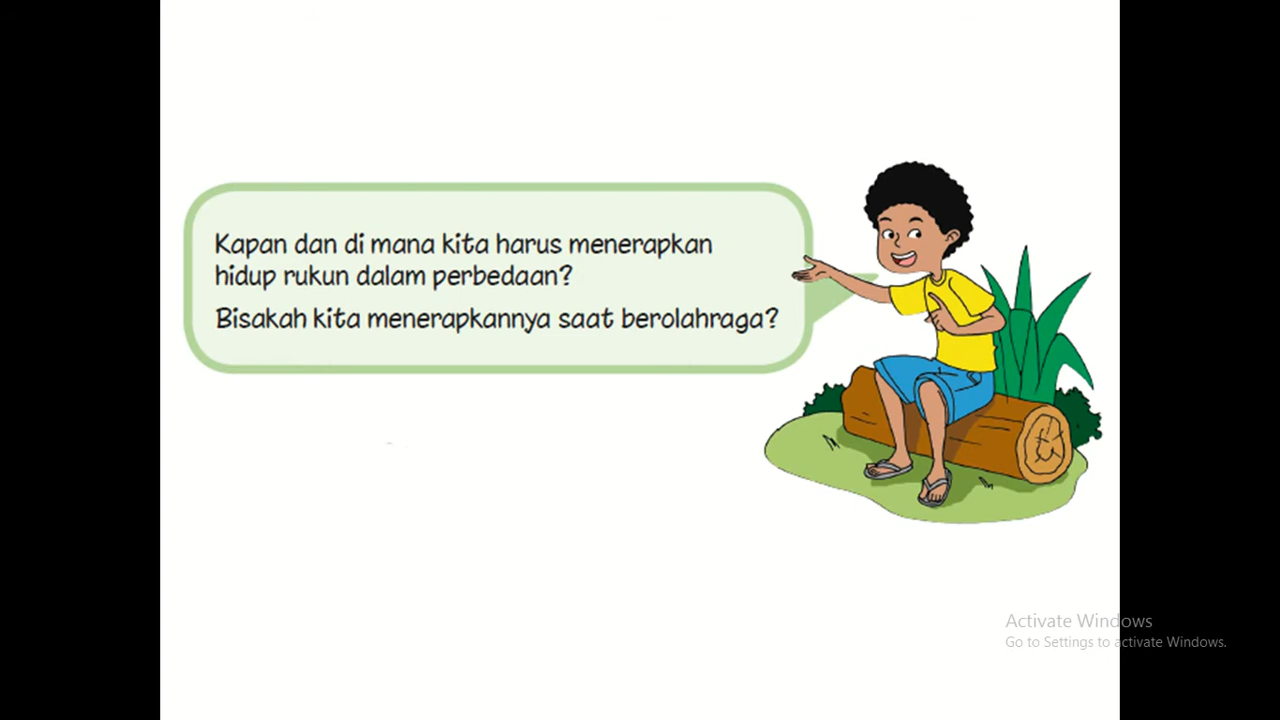 Kapan dan di mana kita harus menerapkan
hidup rukun dalam perbedaan?
Bisakah kita menerapkannya saat berolahraga?
Activate Windows
Go to Settings to activate Windows.